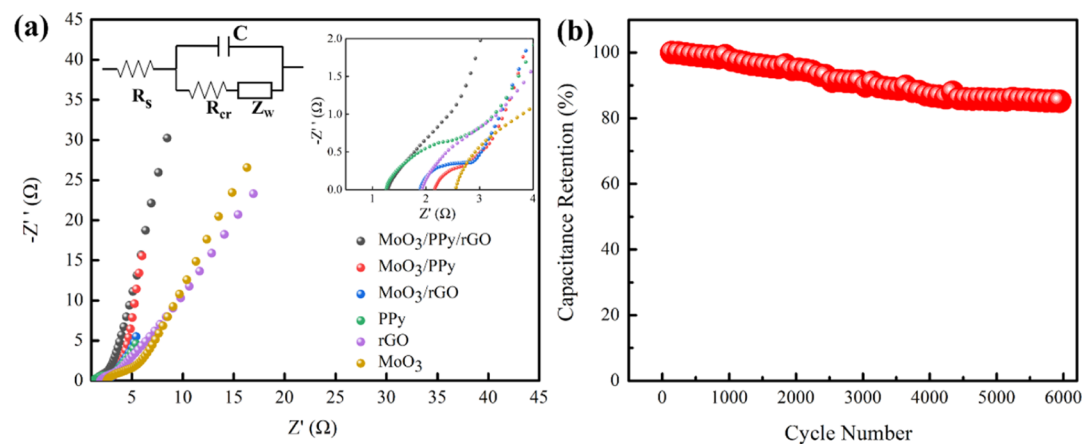 (a)
-Z'' (Ω)
45
40
35
30
25
20
15
10
5
0
5 10 15 20 25 30 35 40 45
Z' (Ω)
C
Rs
Rcr
Zw
-Z'' (Ω)
2.0
1.5
1.0
0.5
0.0
1 2 3 4
Z' (Ω)
MoO₃/PPy/rGO
MoO₃/PPy
MoO₃/rGO
PPy
rGO
MoO₃
(b)
Capacitance Retention (%)
100
80
60
40
20
0
0 1000 2000 3000 4000 5000 6000
Cycle Number